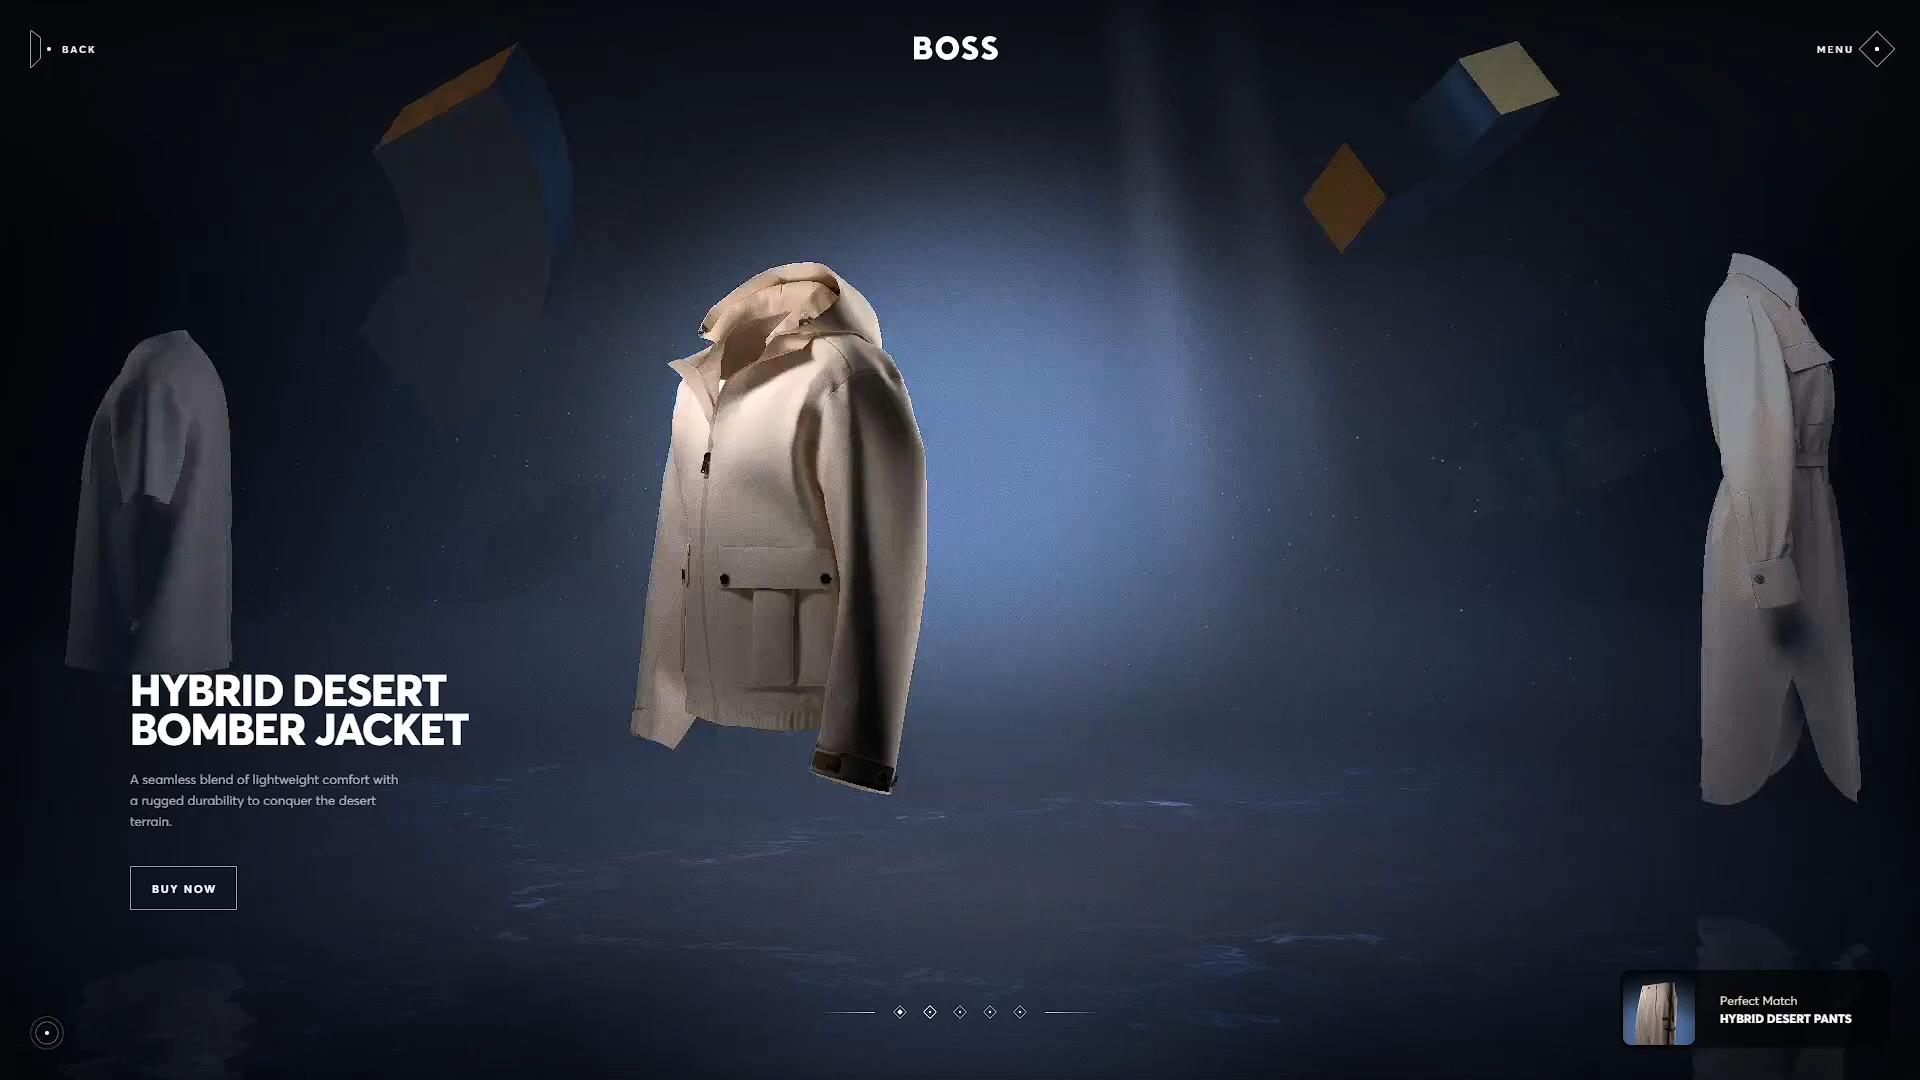 BACK
BOSS
MENU
HYBRID DESERT
BOMBER JACKET
A seamless blend of lightweight comfort with
a rugged durability to conquer the desert
terrain.
BUY NOW
Perfect Match
HYBRID DESERT PANTS